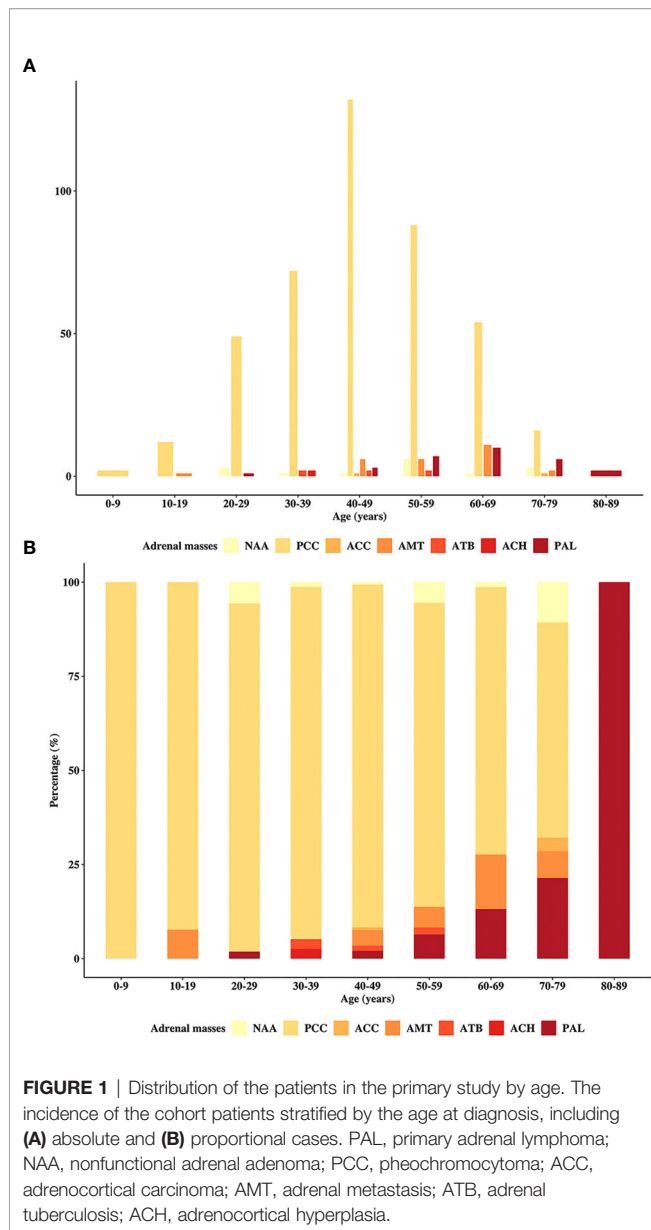 A
100
50
0
0-9 10-19 20-29 30-39 40-49 50-59 60-69 70-79 80-89
Age (years)
Adrenal masses NAA PCC ACC AMT ATB ACH PAL
B
100
75
Percentage (%)
50
25
0
0-9 10-19 20-29 30-39 40-49 50-59 60-69 70-79 80-89
Age (years)
Adrenal masses NAA PCC ACC AMT ATB ACH PAL
FIGURE 1 | Distribution of the patients in the primary study by age. The
incidence of the cohort patients stratified by the age at diagnosis, including
(A) absolute and (B) proportional cases. PAL, primary adrenal lymphoma;
NAA, nonfunctional adrenal adenoma; PCC, pheochromocytoma; ACC,
adrenocortical carcinoma; AMT, adrenal metastasis; ATB, adrenal
tuberculosis; ACH, adrenocortical hyperplasia.